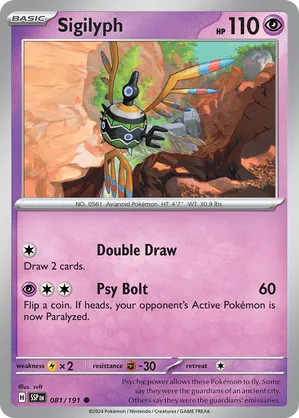 BASIC Sigilyph HP 110
NO. 0561 Avianoid Pokémon HT: 4'7" WT: 30.9 lbs
Double Draw
Draw 2 cards.
Psy Bolt 60
Flip a coin. If heads, your opponent's Active Pokémon is
now Paralyzed.
weakness ×2 resistance -30 retreat
Illus. svlt
H SSP EN 081/191
Psychic powers allow these Pokémon to fly. Some
say they were the guardians of an ancient city.
Others say they were the guardians' emissaries.
©2024 Pokémon / Nintendo / Creatures / GAME FREAK